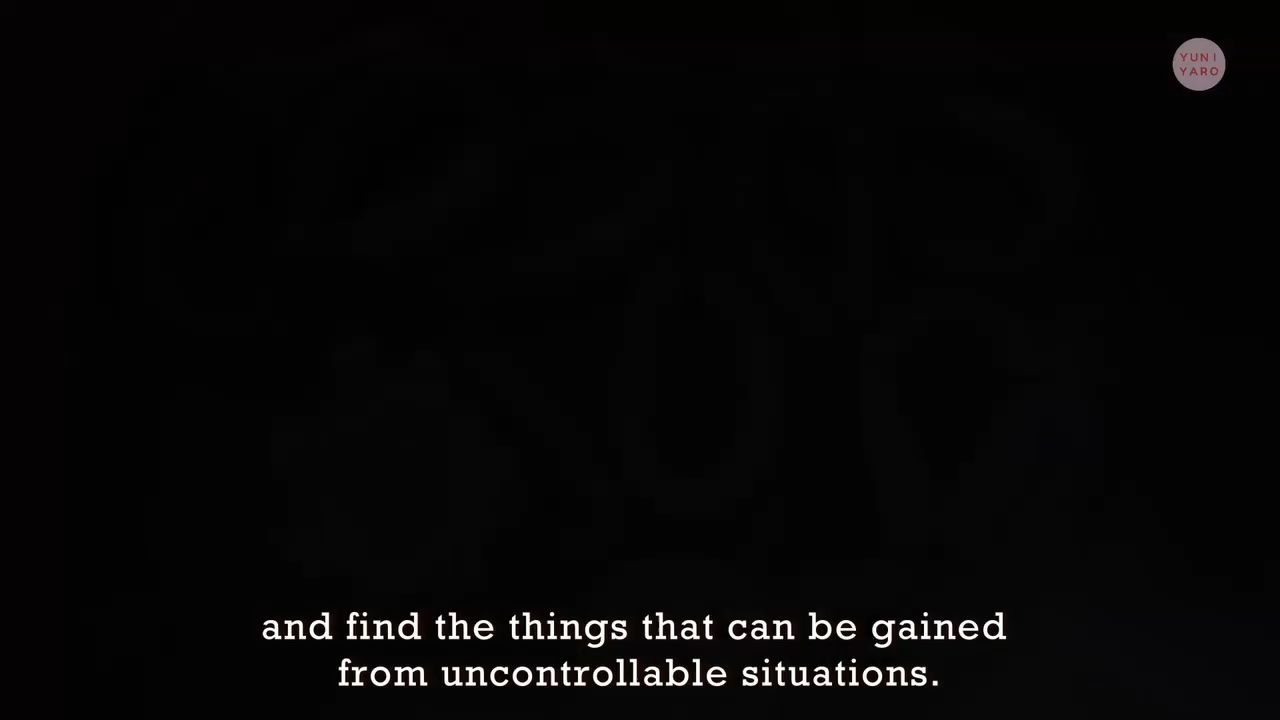 YUNI
YARO
and find the things that can be gained
from uncontrollable situations.